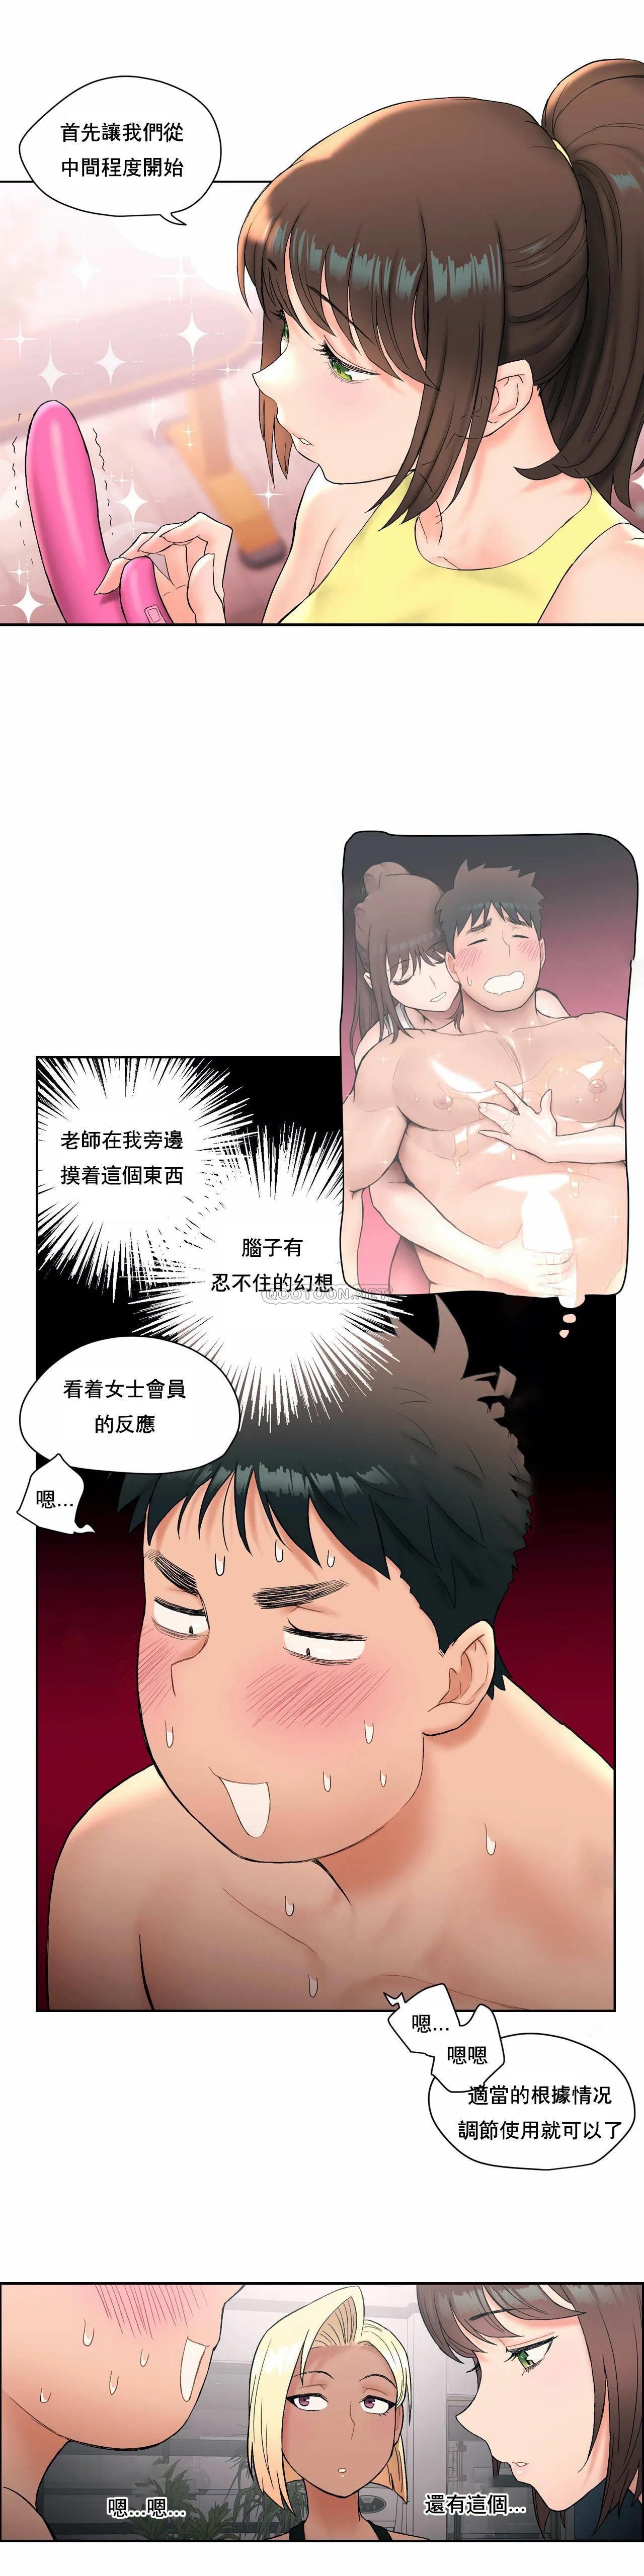 首先讓我們從
中間程度開始
老師在我旁邊
摸着這個東西
腦子有
忍不住的幻想
QUOTOON.NET
看着女士會員
的反應
嗯...
嗯...
嗯嗯
適當的根據情況
調節使用就可以了
嗯...嗯...
還有這個...